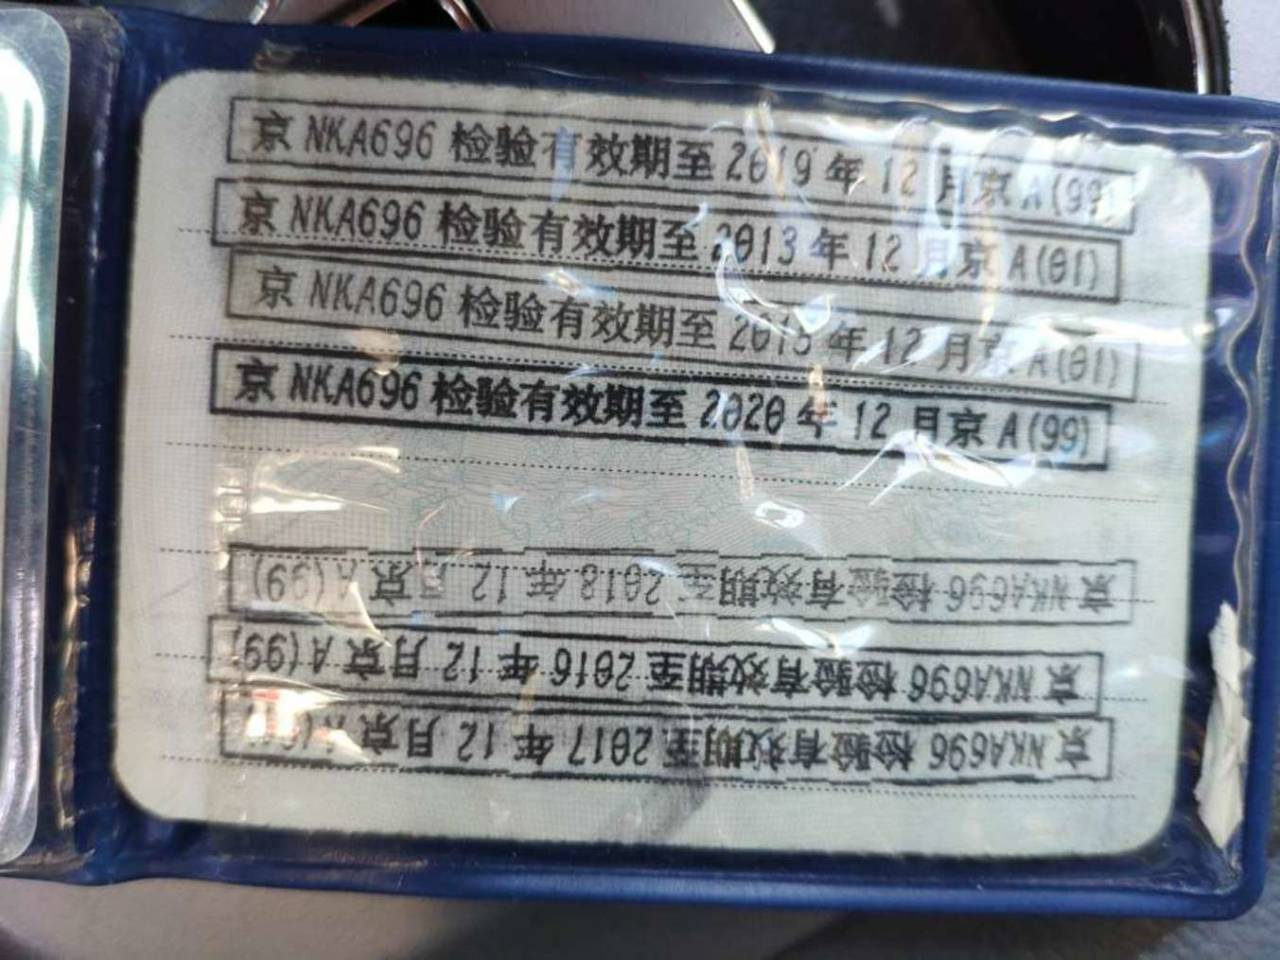 京 NKA696 检验有效期至 2019 年 12 月京 A(99)
京 NKA696 检验有效期至 2013 年 12 月京 A(01)
京 NKA696 检验有效期至 2015 年 12 月京 A(01)
京 NKA696 检验有效期至 2020 年 12 月京 A(99)
京 NKA696 检验有效期至 2018 年 12 月京 A(99)
京 NKA696 检验有效期至 2016 年 12 月京 A(99)
京 NKA696 检验有效期至 2017 年 12 月京 A